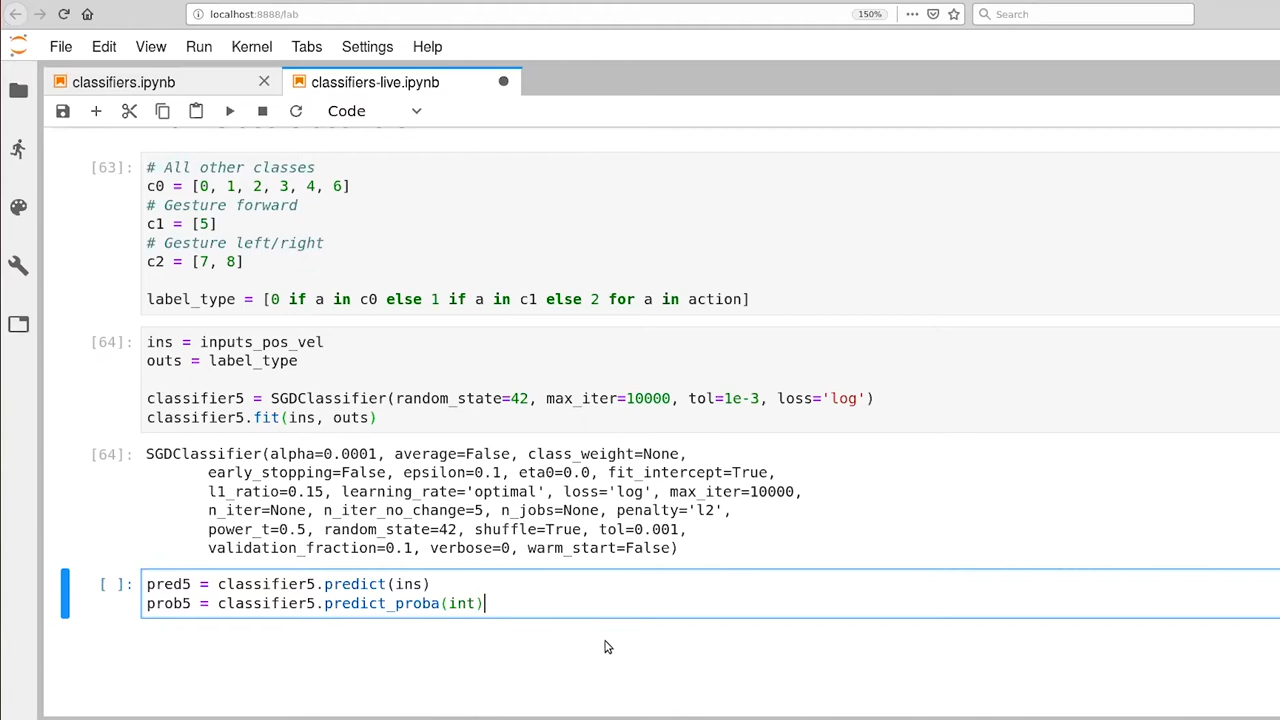 localhost:8888/lab
150%
Search
File Edit View Run Kernel Tabs Settings Help
classifiers.ipynb
classifiers-live.ipynb
Code
[63]:
# All other classes
c0 = [0, 1, 2, 3, 4, 6]
# Gesture forward
c1 = [5]
# Gesture left/right
c2 = [7, 8]
label_type = [0 if a in c0 else 1 if a in c1 else 2 for a in action]
[64]:
ins = inputs_pos_vel
outs = label_type
classifier5 = SGDClassifier(random_state=42, max_iter=10000, tol=1e-3, loss='log')
classifier5.fit(ins, outs)
[64]:
SGDClassifier(alpha=0.0001, average=False, class_weight=None,
early_stopping=False, epsilon=0.1, eta0=0.0, fit_intercept=True,
l1_ratio=0.15, learning_rate='optimal', loss='log', max_iter=10000,
n_iter=None, n_iter_no_change=5, n_jobs=None, penalty='l2',
power_t=0.5, random_state=42, shuffle=True, tol=0.001,
validation_fraction=0.1, verbose=0, warm_start=False)
[ ]:
pred5 = classifier5.predict(ins)
prob5 = classifier5.predict_proba(int)